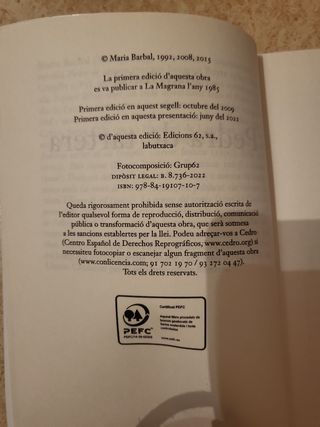 © Maria Barbal, 1992, 2008, 2015
La primera edició d'aquesta obra
es va publicar a La Magrana l'any 1985
Primera edició en aquest segell: octubre del 2009
Primera edició en aquesta presentació: juny del 2022
© d'aquesta edició: Edicions 62, s.a.,
labutxaca
Fotocomposició: Grup62
DIPÒSIT LEGAL: B. 8.736-2022
ISBN: 978-84-19107-10-7
Queda rigorosament prohibida sense autorització escrita de
l'editor qualsevol forma de reproducció, distribució, comunicació
pública o transformació d'aquesta obra, que serà sotmesa
a les sancions establertes per la llei. Podeu adreçar-vos a Cedro
(Centro Español de Derechos Reprográficos, www.cedro.org) si
necessiteu fotocopiar o escanejar algun fragment d'aquesta obra
(www.conlicencia.com; 91 702 19 70 / 93 272 04 47).
Tots els drets reservats.
PEFC
Certificat PEFC